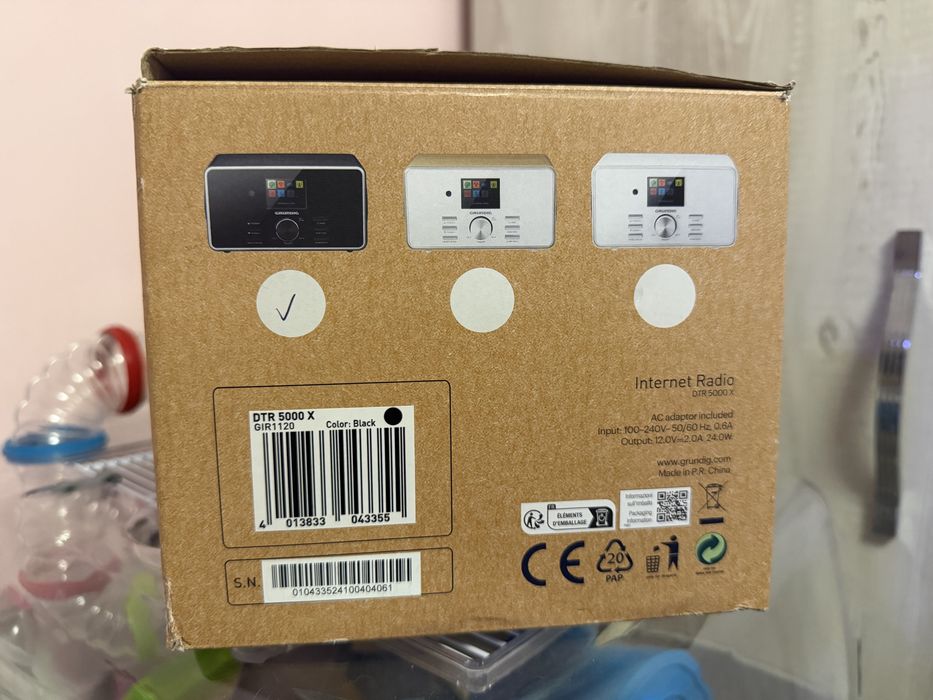 GRUNDIG
GRUNDIG
GRUNDIG
DTR 5000 X
GIR1120
Color: Black
4 013833 043355
S.N.
010433524100404061
Internet Radio
DTR 5000 X
AC adaptor included
Input: 100-240V~50/60 Hz, 0.6A
Output: 12.0V⎓2.0A 24.0W
www.grundig.com
Made in P.R. China
FR
ÉLÉMENTS
D'EMBALLAGE
Informazioni
sull'imballo
Packaging
Information
CE
20
PAP